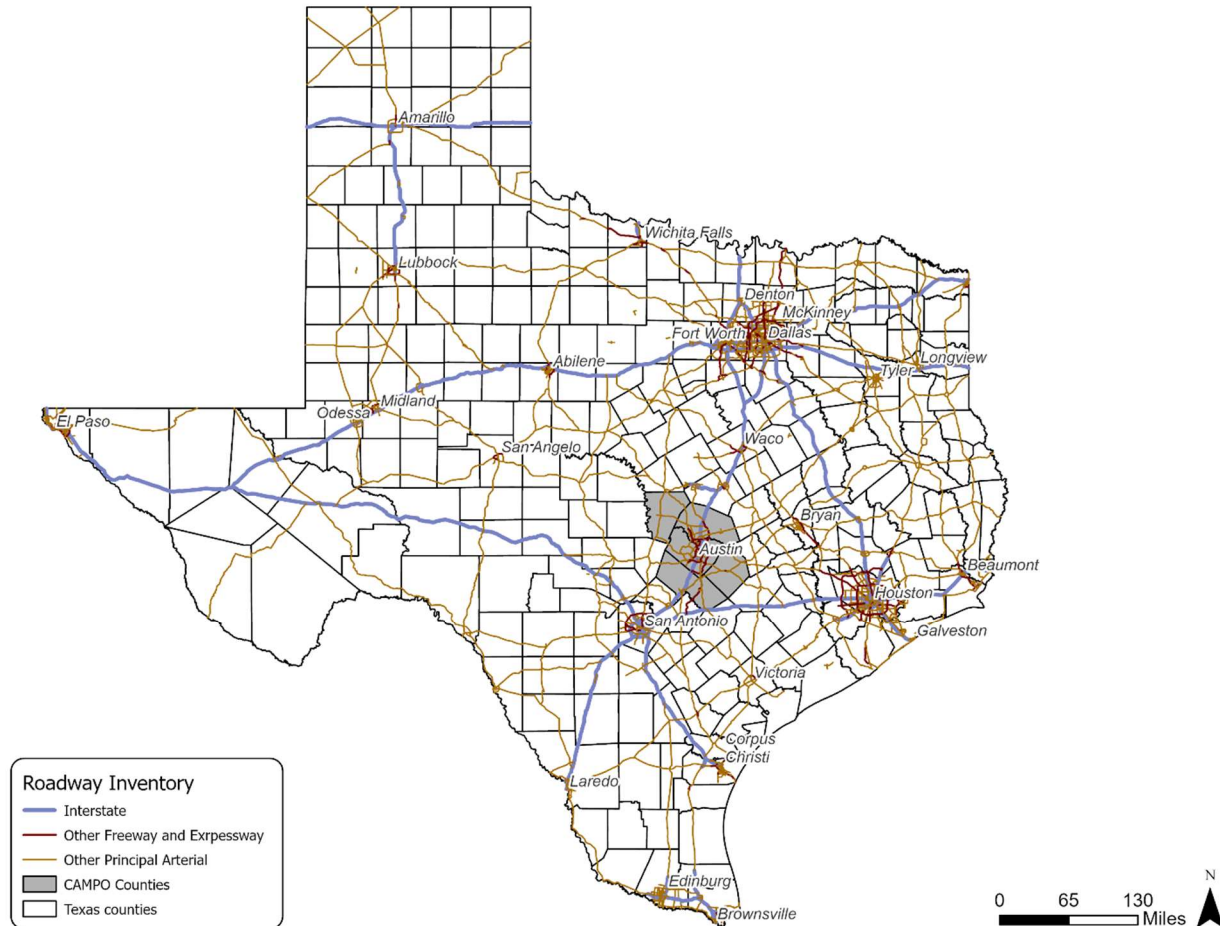 Amarillo
Wichita Falls
Lubbock
Denton
McKinney
Fort Worth
Dallas
Longview
Abilene
Tyler
Midland
Odessa
El Paso
Waco
San Angelo
Bryan
Austin
Beaumont
Houston
San Antonio
Galveston
Victoria
Corpus
Christi
Laredo
Edinburg
Brownsville
Roadway Inventory
Interstate
Other Freeway and Exrpessway
Other Principal Arterial
CAMPO Counties
Texas counties
N
0 65 130
Miles